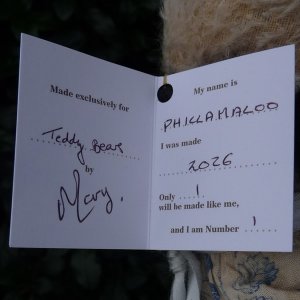 Made exclusively for
Teddy Bears
by
Mary.
My name is
PHILLAMALOO
I was made
2026
Only 1
will be made like me,
and I am Number 1